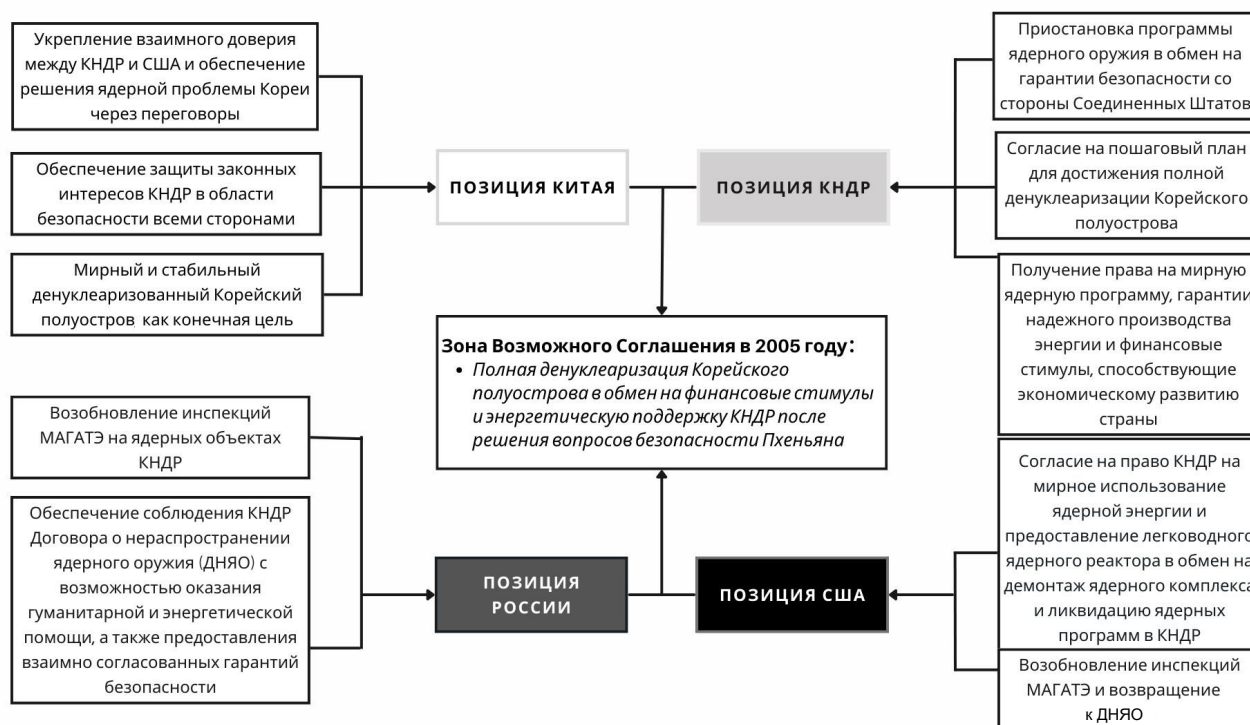 Укрепление взаимного доверия
между КНДР и США и обеспечение
решения ядерной проблемы Кореи
через переговоры
Обеспечение защиты законных
интересов КНДР в области
безопасности всеми сторонами
Мирный и стабильный
денуклеаризованный Корейский
полуостров как конечная цель
ПОЗИЦИЯ КИТАЯ
ПОЗИЦИЯ КНДР
Приостановка программы
ядерного оружия в обмен на
гарантии безопасности со
стороны Соединенных Штатов
Согласие на пошаговый план
для достижения полной
денуклеаризации Корейского
полуострова
Получение права на мирную
ядерную программу, гарантии
надежного производства
энергии и финансовые
стимулы, способствующие
экономическому развитию
страны
Зона Возможного Соглашения в 2005 году:
• Полная денуклеаризация Корейского
полуострова в обмен на финансовые стимулы
и энергетическую поддержку КНДР после
решения вопросов безопасности Пхеньяна
Возобновление инспекций
МАГАТЭ на ядерных объектах
КНДР
Обеспечение соблюдения КНДР
Договора о нераспространении
ядерного оружия (ДНЯО) с
возможностью оказания
гуманитарной и энергетической
помощи, а также предоставления
взаимно согласованных гарантий
безопасности
ПОЗИЦИЯ
РОССИИ
ПОЗИЦИЯ США
Согласие на право КНДР на
мирное использование
ядерной энергии и
предоставление легководного
ядерного реактора в обмен на
демонтаж ядерного комплекса
и ликвидацию ядерных
программ в КНДР
Возобновление инспекций
МАГАТЭ и возвращение
к ДНЯО